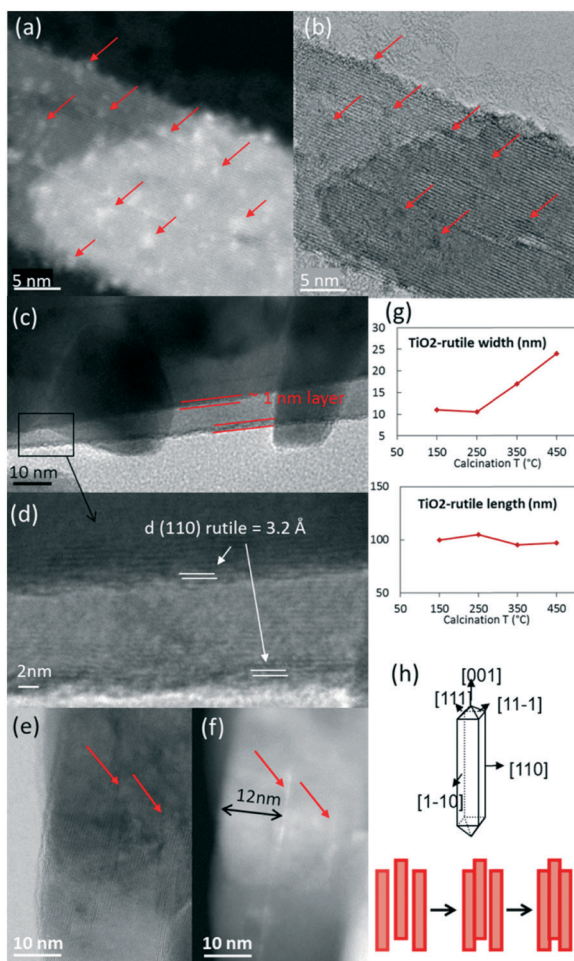 (a)
5 nm
(b)
5 nm
(c)
~ 1 nm layer
10 nm
(d)
d (110) rutile = 3.2 Å
2nm
(e)
10 nm
(f)
12nm
10 nm
(g)
TiO2-rutile width (nm)
30
25
20
15
10
5
50 150 250 350 450
Calcination T (°C)
TiO2-rutile length (nm)
150
100
50
50 150 250 350 450
Calcination T (°C)
(h)
[001]
[111]
[11-1]
[110]
[1-10]